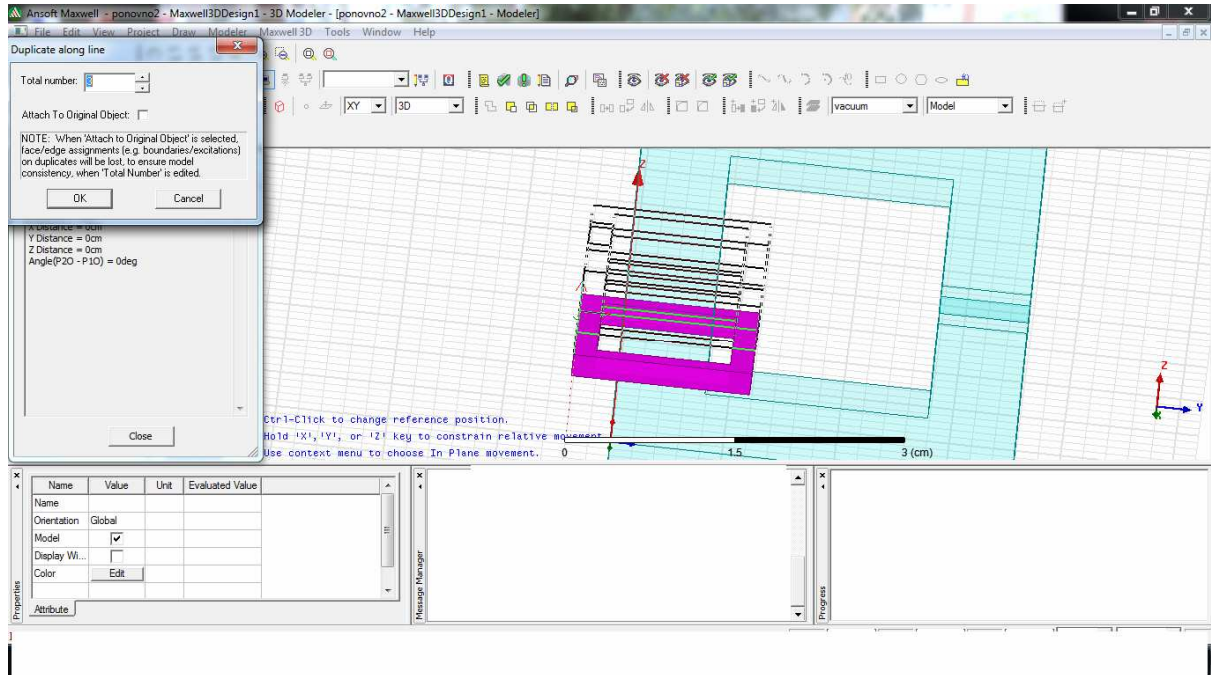 Ansoft Maxwell - ponovno2 - Maxwell3DDesign1 - 3D Modeler - [ponovno2 - Maxwell3DDesign1 - Modeler]
File Edit View Project Draw Modeler Maxwell 3D Tools Window Help
Duplicate along line
Total number: 3
Attach To Original Object:
NOTE: When 'Attach to Original Object' is selected,
face/edge assignments (e.g. boundaries/excitations)
on duplicates will be lost, to ensure model
consistency, when 'Total Number' is edited.
OK Cancel
XY 3D vacuum Model
X Distance = 0cm
Y Distance = 0cm
Z Distance = 0cm
Angle(P2O - P1O) = 0deg
Close
Z
Z
Y
Ctrl-Click to change reference position.
Hold 'X','Y', or 'Z' key to constrain relative movement
Use context menu to choose In Plane movement.
0 1.5 3 (cm)
Name Value Unit Evaluated Value
Name
Orientation Global
Model
Display Wi...
Color Edit
Attribute
Properties
Message Manager
Progress